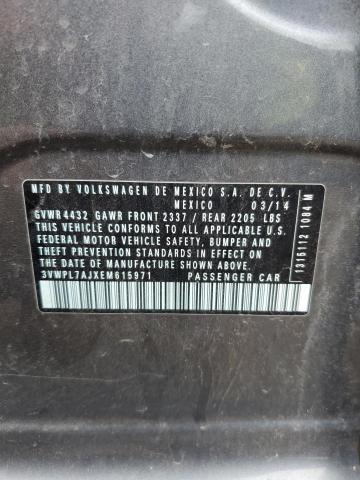 MFD BY VOLKSWAGEN DE MEXICO S.A. DE C.V.
MEXICO 03/14
GVWR 4432 GAWR FRONT 2337 / REAR 2205 LBS
THIS VEHICLE CONFORMS TO ALL APPLICABLE U.S.
FEDERAL MOTOR VEHICLE SAFETY, BUMPER AND
THEFT PREVENTION STANDARDS IN EFFECT ON THE
DATE OF MANUFACTURE SHOWN ABOVE.
3VWPL7AJXEM615971 PASSENGER CAR
1315112 1084 M